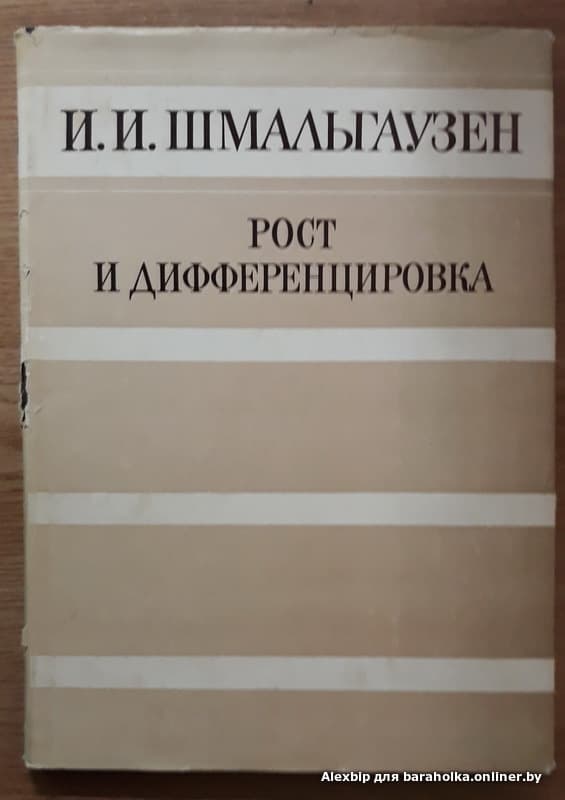 И. И. ШМАЛЬГАУЗЕН
РОСТ
И ДИФФЕРЕНЦИРОВКА
Alexbip для baraholka.onliner.by